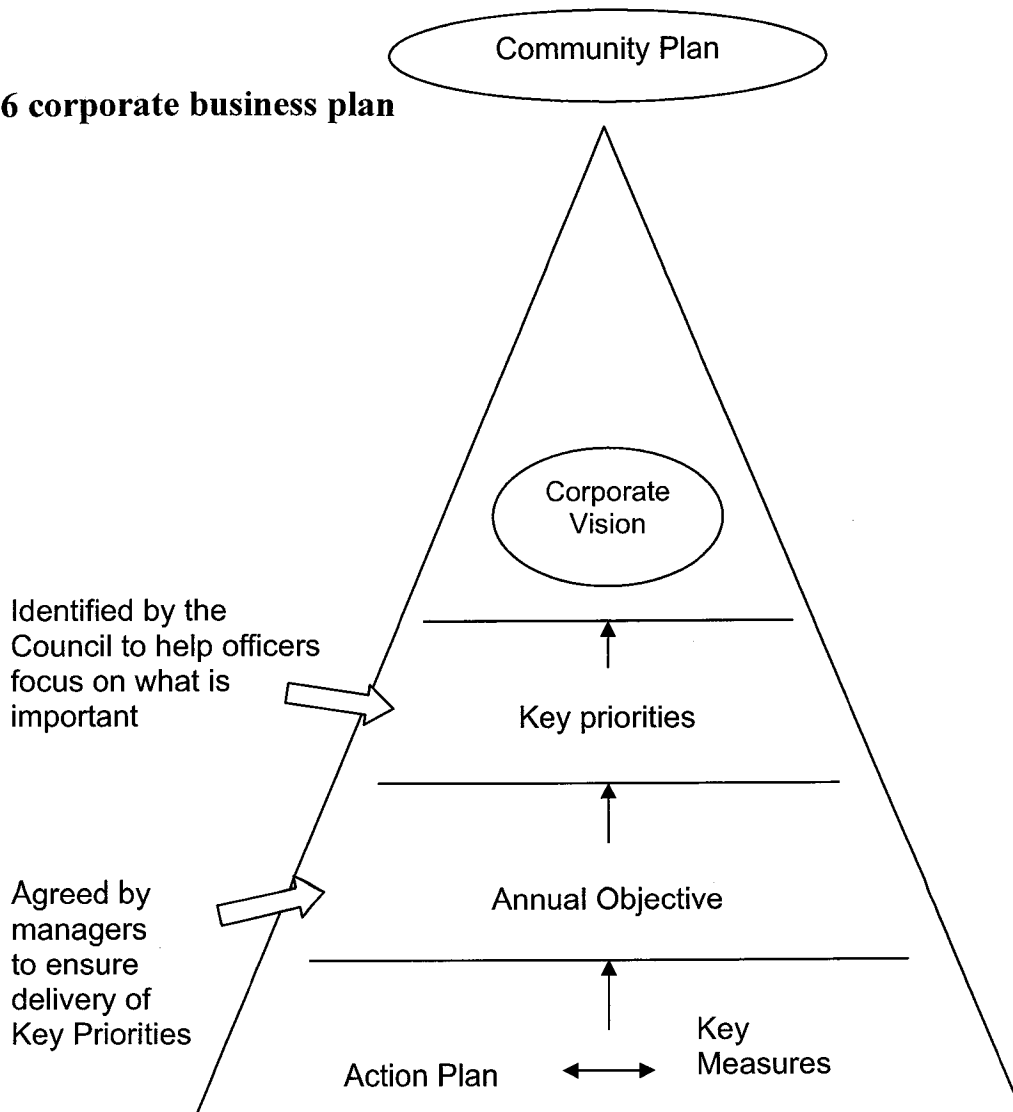 Community Plan
6 corporate business plan
Corporate
Vision
Identified by the
Council to help officers
focus on what is
important
Key priorities
Agreed by
managers
to ensure
delivery of
Key Priorities
Annual Objective
Action Plan
Key
Measures